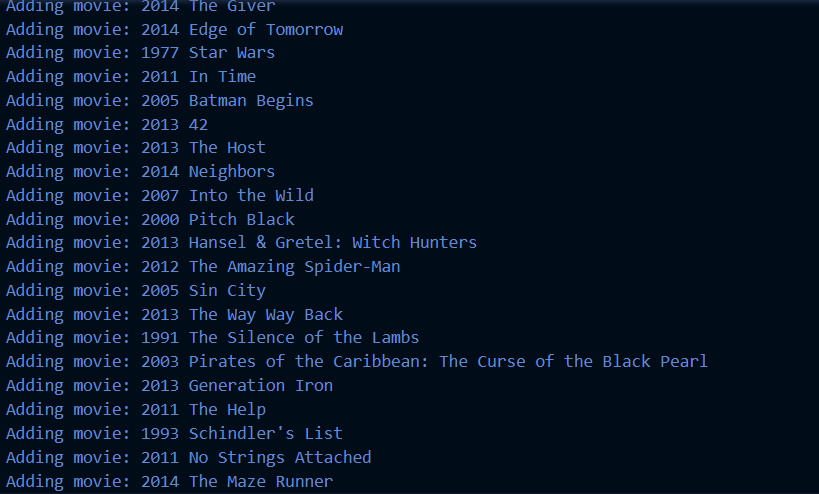 Adding movie: 2014 The Giver
Adding movie: 2014 Edge of Tomorrow
Adding movie: 1977 Star Wars
Adding movie: 2011 In Time
Adding movie: 2005 Batman Begins
Adding movie: 2013 42
Adding movie: 2013 The Host
Adding movie: 2014 Neighbors
Adding movie: 2007 Into the Wild
Adding movie: 2000 Pitch Black
Adding movie: 2013 Hansel & Gretel: Witch Hunters
Adding movie: 2012 The Amazing Spider-Man
Adding movie: 2005 Sin City
Adding movie: 2013 The Way Way Back
Adding movie: 1991 The Silence of the Lambs
Adding movie: 2003 Pirates of the Caribbean: The Curse of the Black Pearl
Adding movie: 2013 Generation Iron
Adding movie: 2011 The Help
Adding movie: 1993 Schindler's List
Adding movie: 2011 No Strings Attached
Adding movie: 2014 The Maze Runner